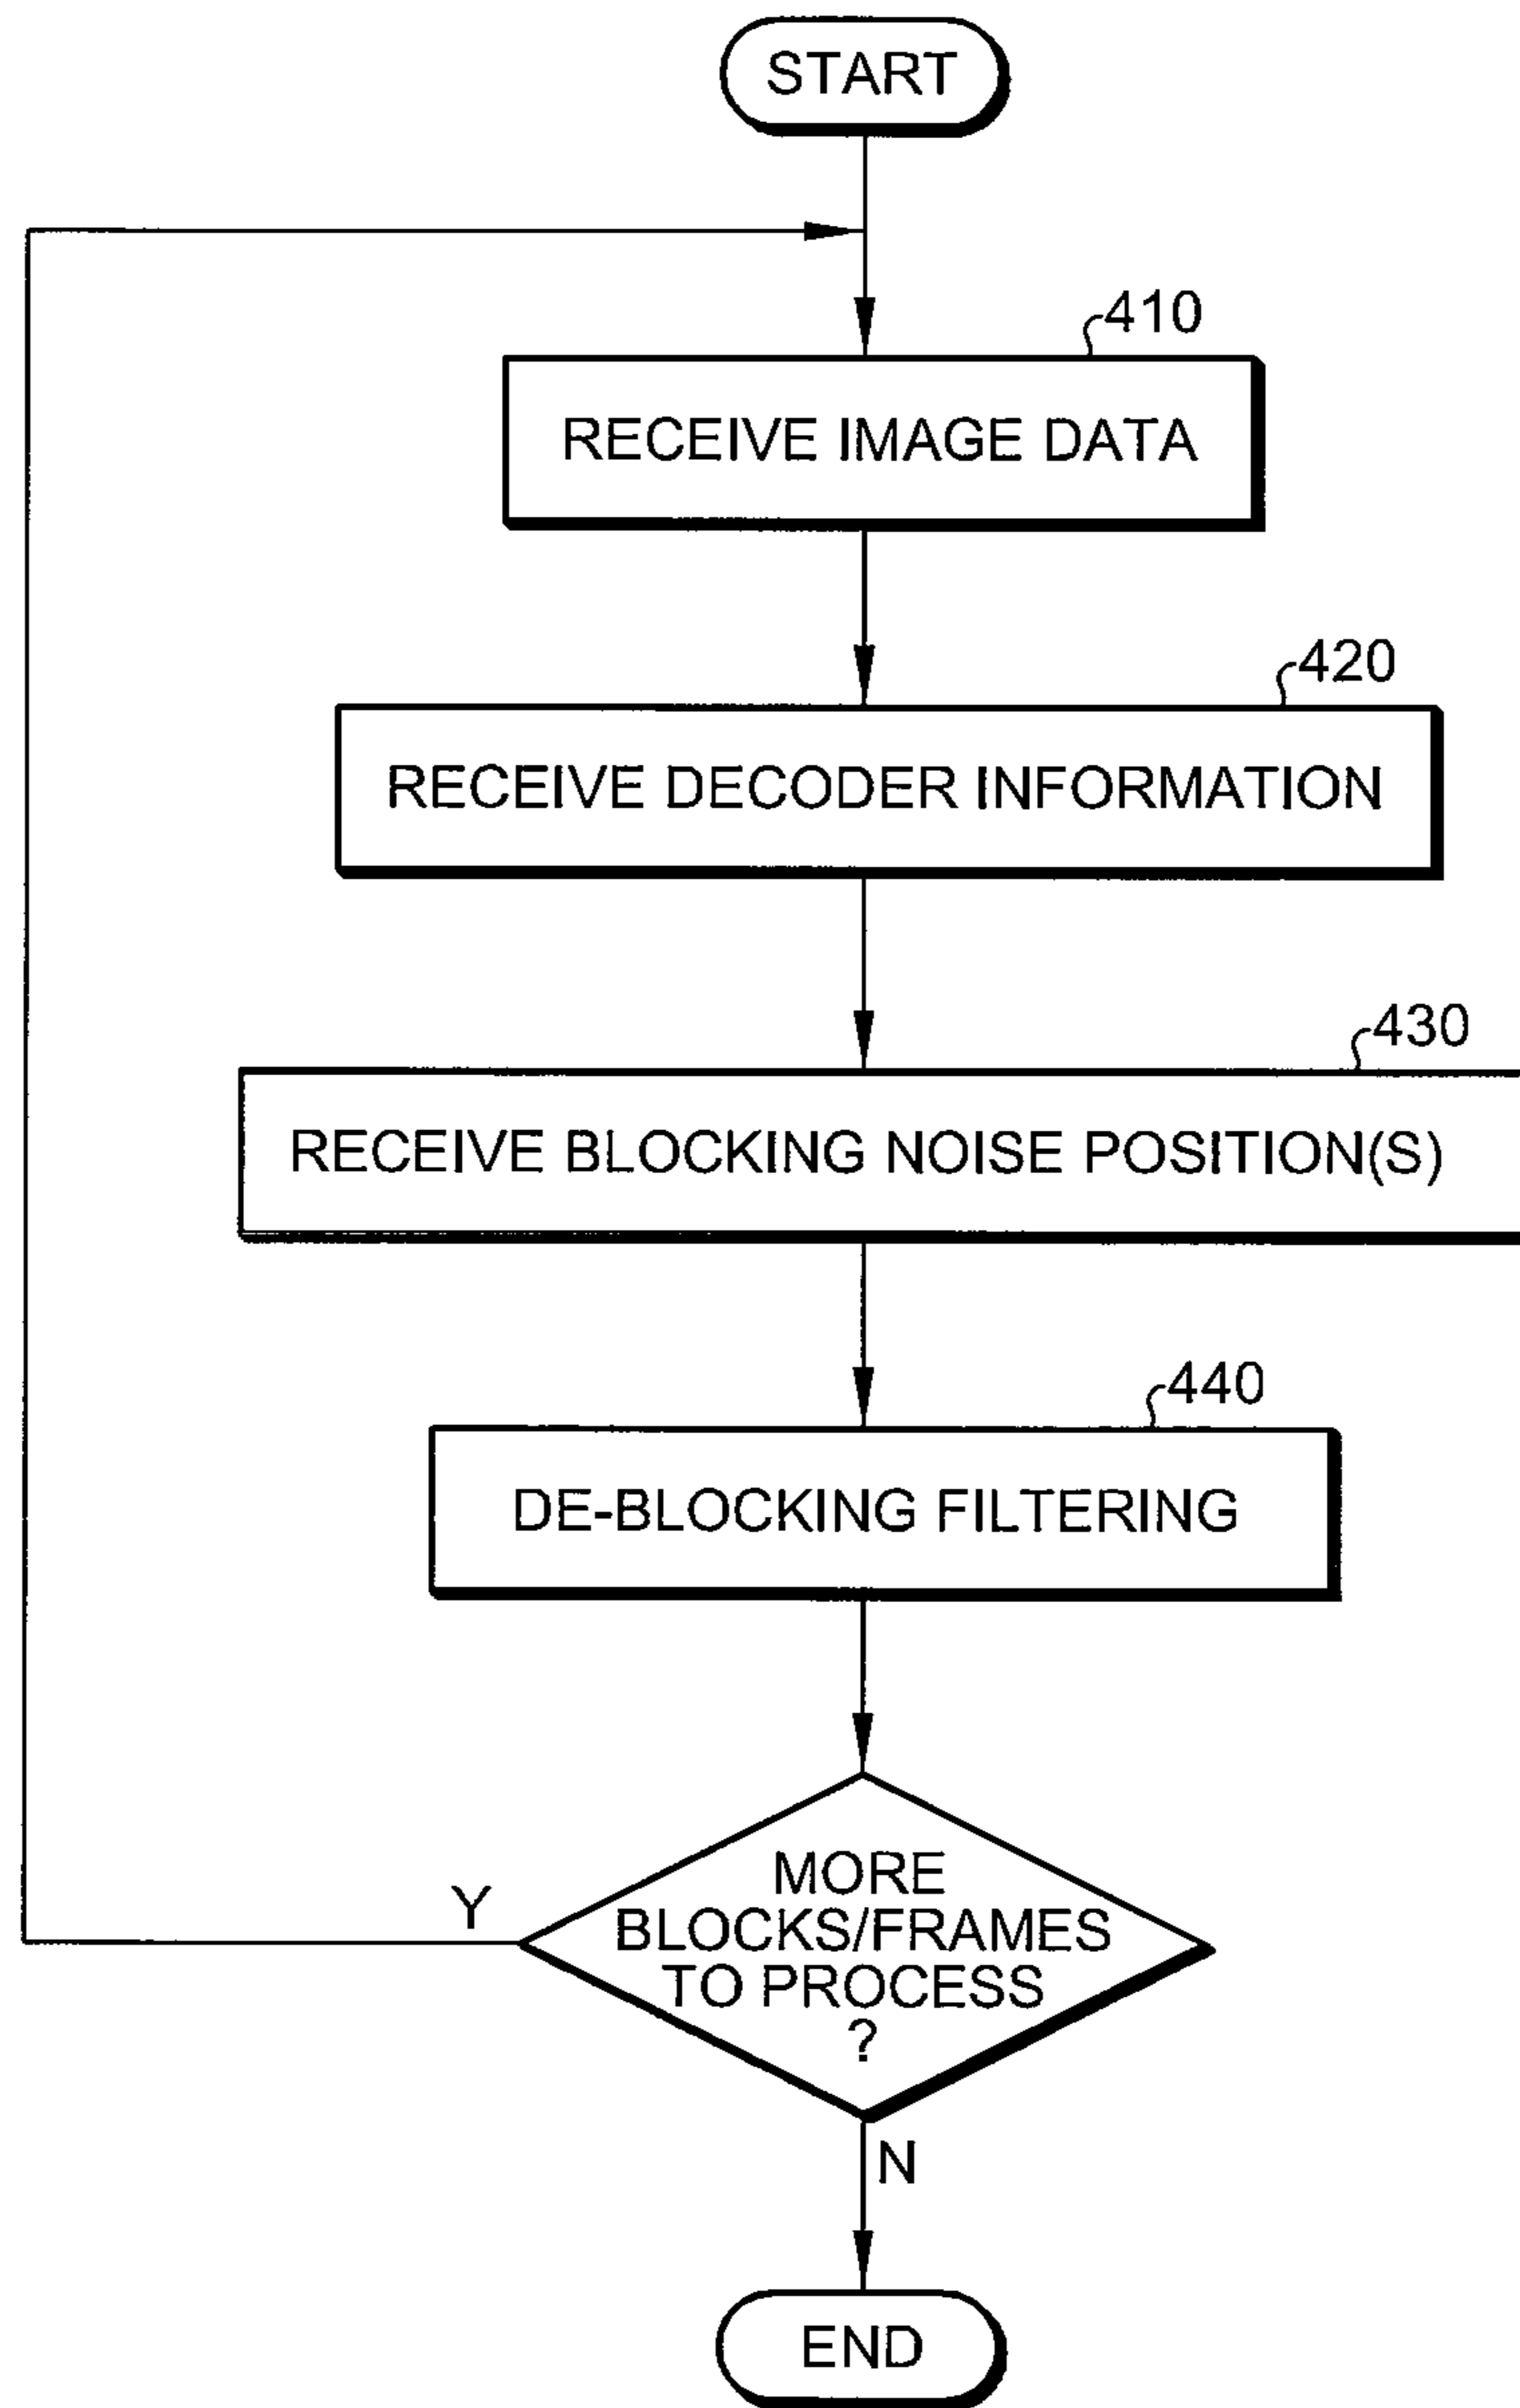 START
410
RECEIVE IMAGE DATA
420
RECEIVE DECODER INFORMATION
430
RECEIVE BLOCKING NOISE POSITION(S)
440
DE-BLOCKING FILTERING
MORE
BLOCKS/FRAMES
TO PROCESS
?
Y
N
END